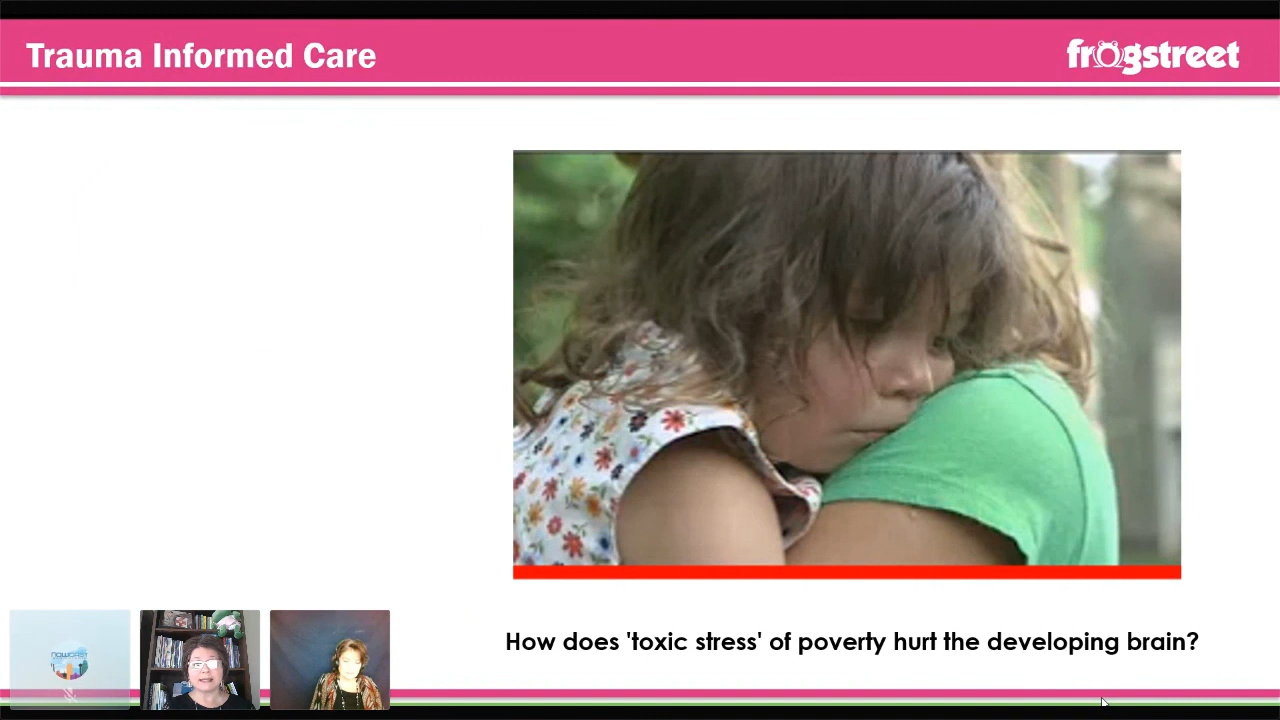 Trauma Informed Care
frogstreet
How does 'toxic stress' of poverty hurt the developing brain?